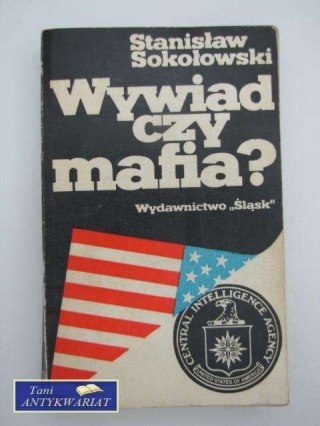 Stanisław
Sokołowski
Wywiad
czy
mafia?
Wydawnictwo „Śląsk"
CENTRAL INTELLIGENCE AGENCY
UNITED STATES OF AMERICA
Tani
ANTYKWARIAT